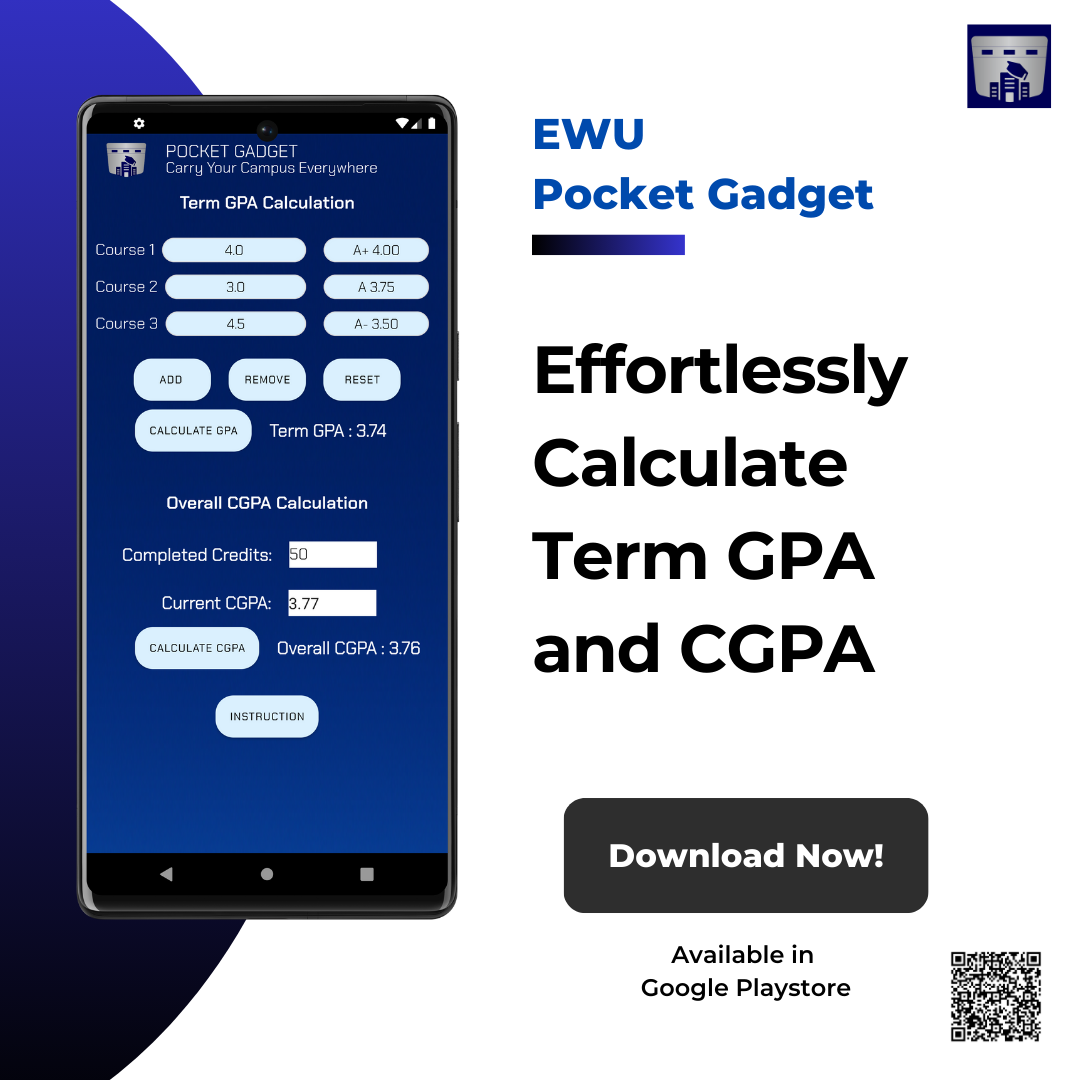 POCKET GADGET
Carry Your Campus Everywhere
Term GPA Calculation
Course 1 4.0 A+ 4.00
Course 2 3.0 A 3.75
Course 3 4.5 A- 3.50
ADD REMOVE RESET
CALCULATE GPA Term GPA : 3.74
Overall CGPA Calculation
Completed Credits: 50
Current CGPA: 3.77
CALCULATE CGPA Overall CGPA : 3.76
INSTRUCTION
EWU
Pocket Gadget
Effortlessly
Calculate
Term GPA
and CGPA
Download Now!
Available in
Google Playstore